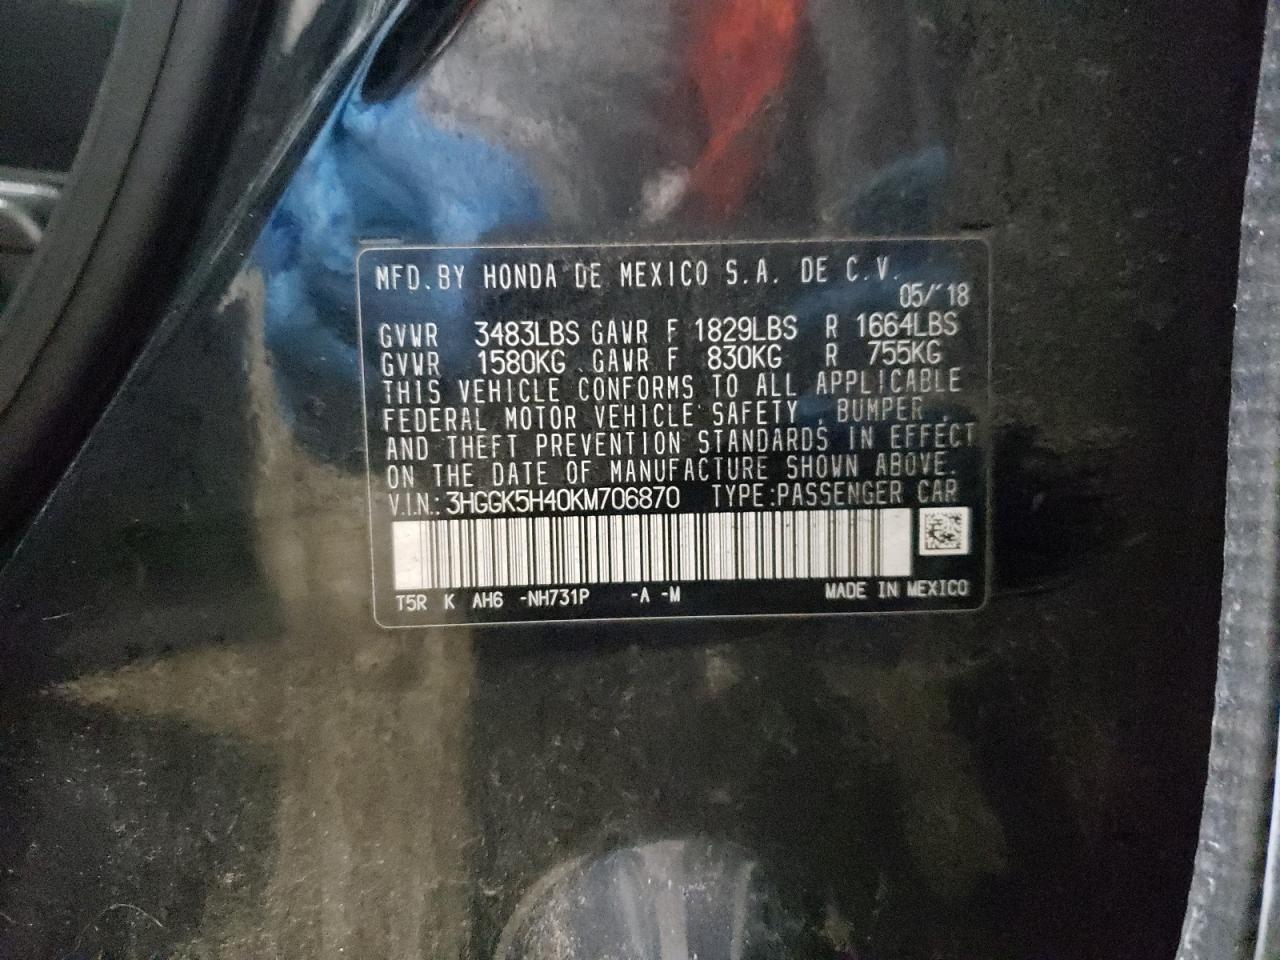 MFD. BY HONDA DE MEXICO S.A. DE C.V.
05/'18
GVWR 3483LBS GAWR F 1829LBS R 1664LBS
GVWR 1580KG GAWR F 830KG R 755KG
THIS VEHICLE CONFORMS TO ALL APPLICABLE
FEDERAL MOTOR VEHICLE SAFETY , BUMPER ,
AND THEFT PREVENTION STANDARDS IN EFFECT
ON THE DATE OF MANUFACTURE SHOWN ABOVE.
V.I.N.: 3HGGK5H40KM706870 TYPE:PASSENGER CAR
T5R K AH6 -NH731P -A -M MADE IN MEXICO